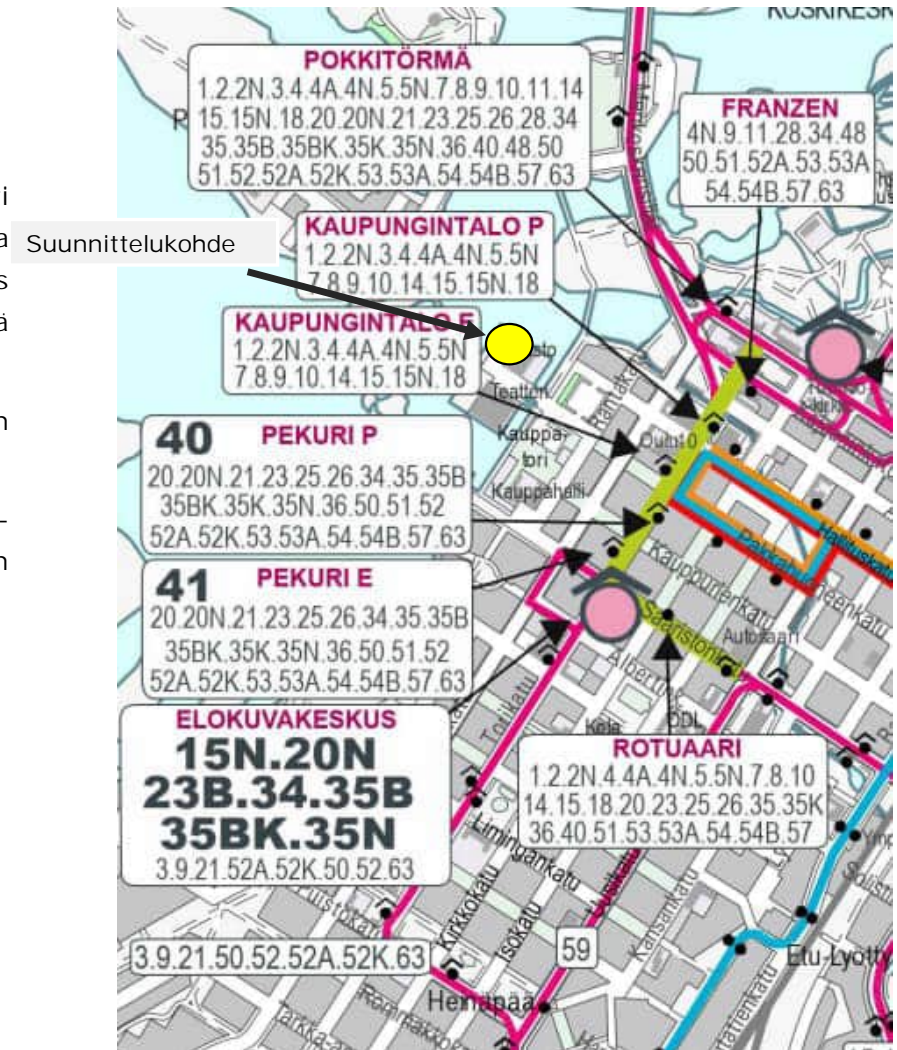 i
a
s
ä
n
-
n
Suunnittelukohde
POKKITÖRMÄ
1.2.2N.3.4.4A.4N.5.5N.7.8.9.10.11.14
15.15N.18.20.20N.21.23.25.26.28.34
35.35B.35BK.35K.35N.36.40.48.50
51.52.52A.52K.53.53A.54.54B.57.63
FRANZEN
4N.9.11.28.34.48
50.51.52A.53.53A
54.54B.57.63
KAUPUNGINTALO P
1.2.2N.3.4.4A.4N.5.5N
7.8.9.10.14.15.15N.18
KAUPUNGINTALO E
1.2.2N.3.4.4A.4N.5.5N
7.8.9.10.14.15.15N.18
Teatteri
Rantakatu
Kauppa-
tori
Kauppahalli
Oulu10
40 PEKURI P
20.20N.21.23.25.26.34.35.35B
35BK.35K.35N.36.50.51.52
52A.52K.53.53A.54.54B.57.63
41 PEKURI E
20.20N.21.23.25.26.34.35.35B
35BK.35K.35N.36.50.51.52
52A.52K.53.53A.54.54B.57.63
Hallituskatu
Kauppurienkatu
Saaristonk
Autosaari
Torikatu
ELOKUVAKESKUS
15N.20N
23B.34.35B
35BK.35N
3.9.21.52A.52K.50.52.63
ROTUAARI
1.2.2N.4.4A.4N.5.5N.7.8.10
14.15.18.20.23.25.26.35.35K
36.40.51.53.53A.54.54B.57
Limingankatu
Kirkkokatu
Isokatu
Uusikatu
Kansankatu
3.9.21.50.52.52A.52K.63
59
Etu-Lyötty
Heinäpää